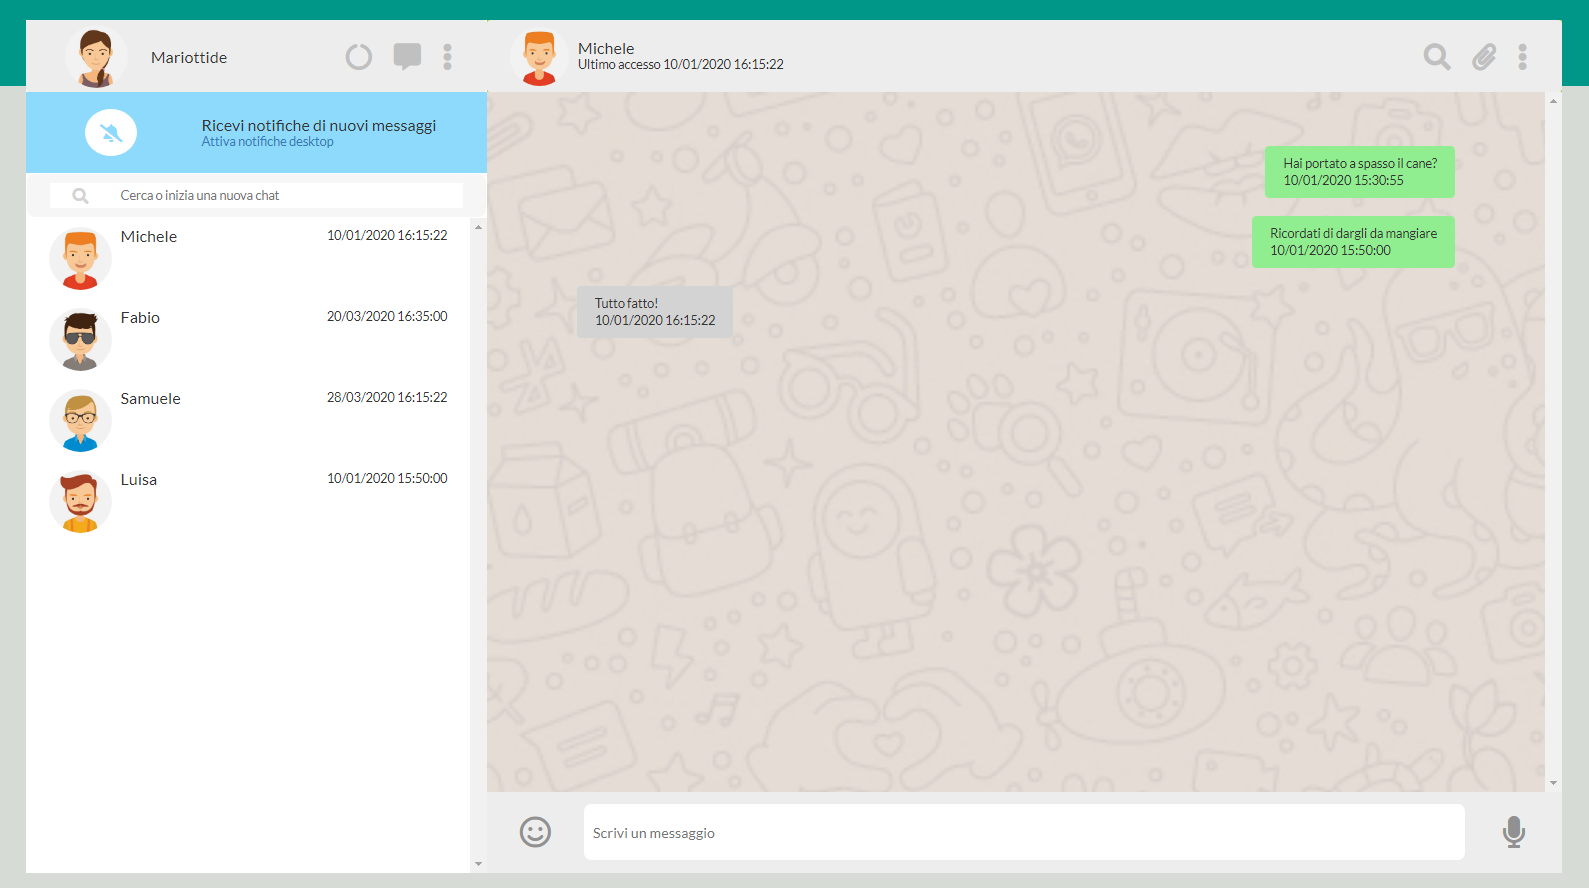 Mariottide
Michele
Ultimo accesso 10/01/2020 16:15:22
Ricevi notifiche di nuovi messaggi
Attiva notifiche desktop
Cerca o inizia una nuova chat
Michele
10/01/2020 16:15:22
Fabio
20/03/2020 16:35:00
Samuele
28/03/2020 16:15:22
Luisa
10/01/2020 15:50:00
Hai portato a spasso il cane?
10/01/2020 15:30:55
Ricordati di dargli da mangiare
10/01/2020 15:50:00
Tutto fatto!
10/01/2020 16:15:22
Scrivi un messaggio